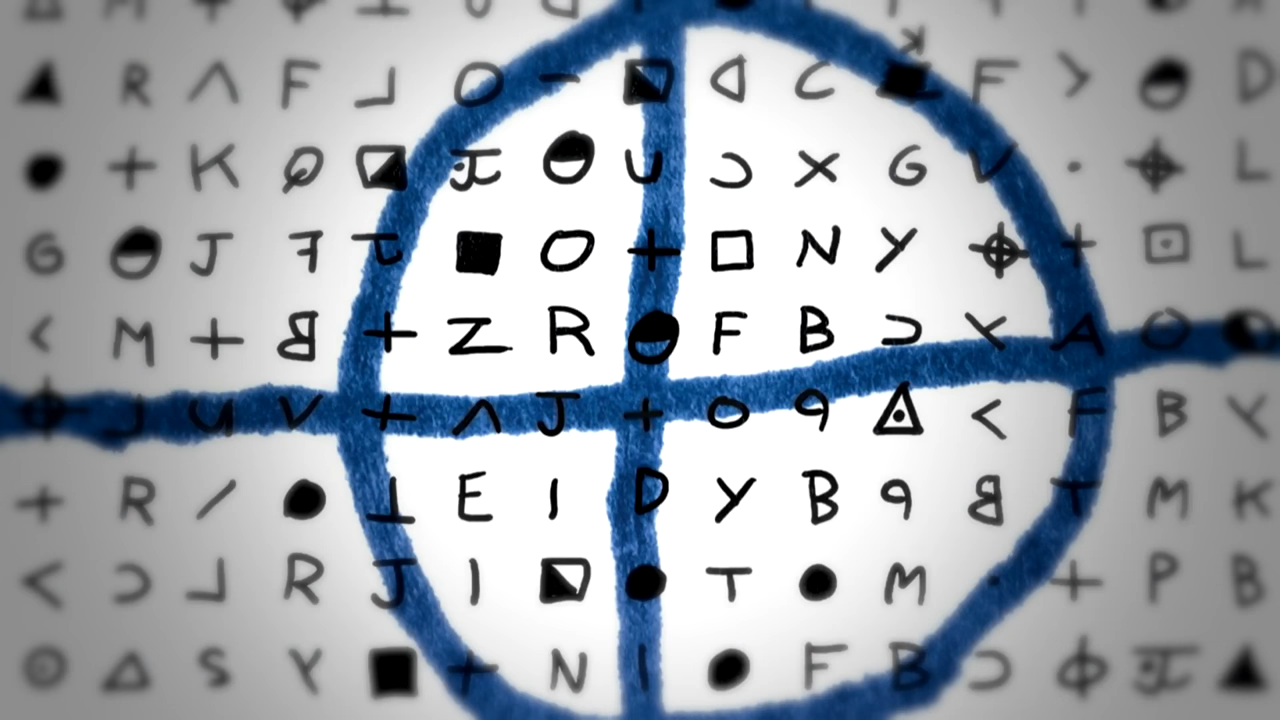 ▲ R Λ F ⅃ O − ⬕ ◁ C ■ F > ◒ D
● + K Ø ◪ π ◒ U Ɔ X G V · ⌖ L
G ◒ J ꟻ τ ■ O + □ N Y ⌖ + ⊡ L
< M + ᗺ + Z R ◒ F B Ɔ Y A O ◐
⌖ J U V + Λ J + O 9 ◬ < F B Y
+ R / ● ⊥ E I D Y B 9 ᗺ T M K
< Ɔ ⅃ R J I ⬕ ● T ● M · + P B
⊙ △ S Y ■ + N I ● F B Ɔ Φ π ▲